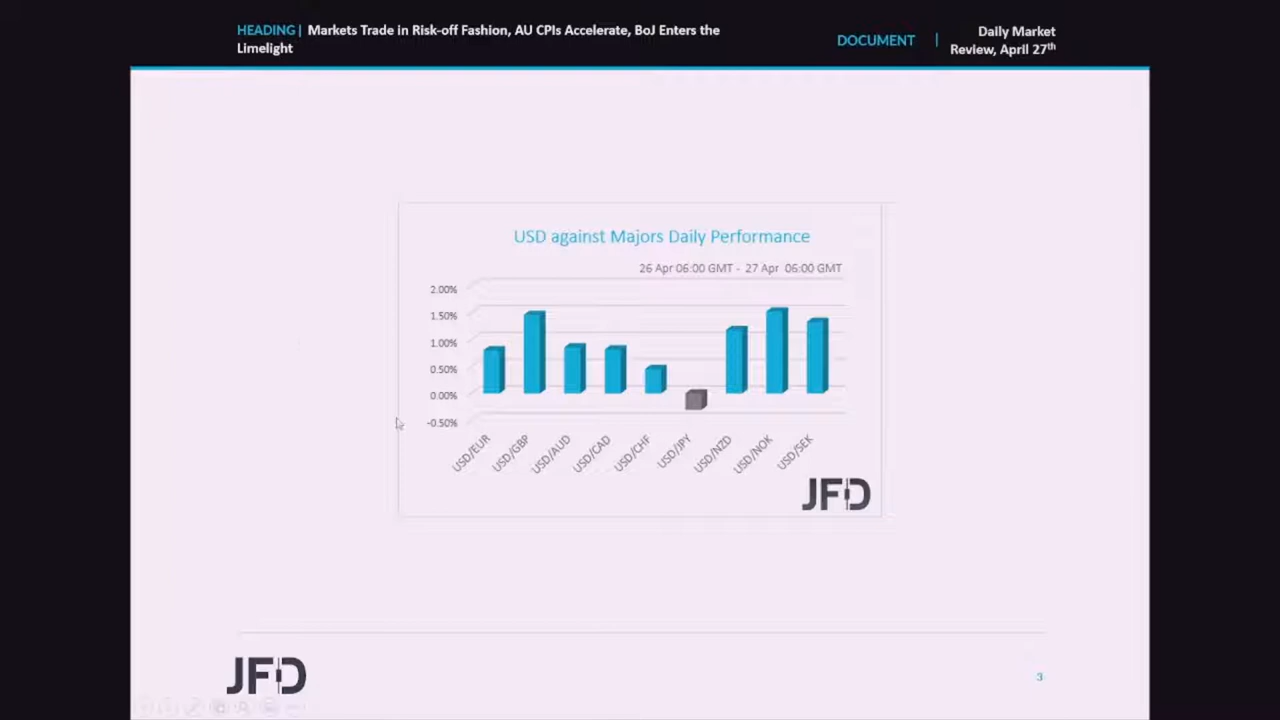 HEADING| Markets Trade in Risk-off Fashion, AU CPIs Accelerate, BoJ Enters the
Limelight
DOCUMENT |
Daily Market
Review, April 27th
USD against Majors Daily Performance
26 Apr 06:00 GMT - 27 Apr 06:00 GMT
2.00%
1.50%
1.00%
0.50%
0.00%
-0.50%
USD/EUR
USD/GBP
USD/AUD
USD/CAD
USD/CHF
USD/JPY
USD/NZD
USD/NOK
USD/SEK
JFD
JFD
3